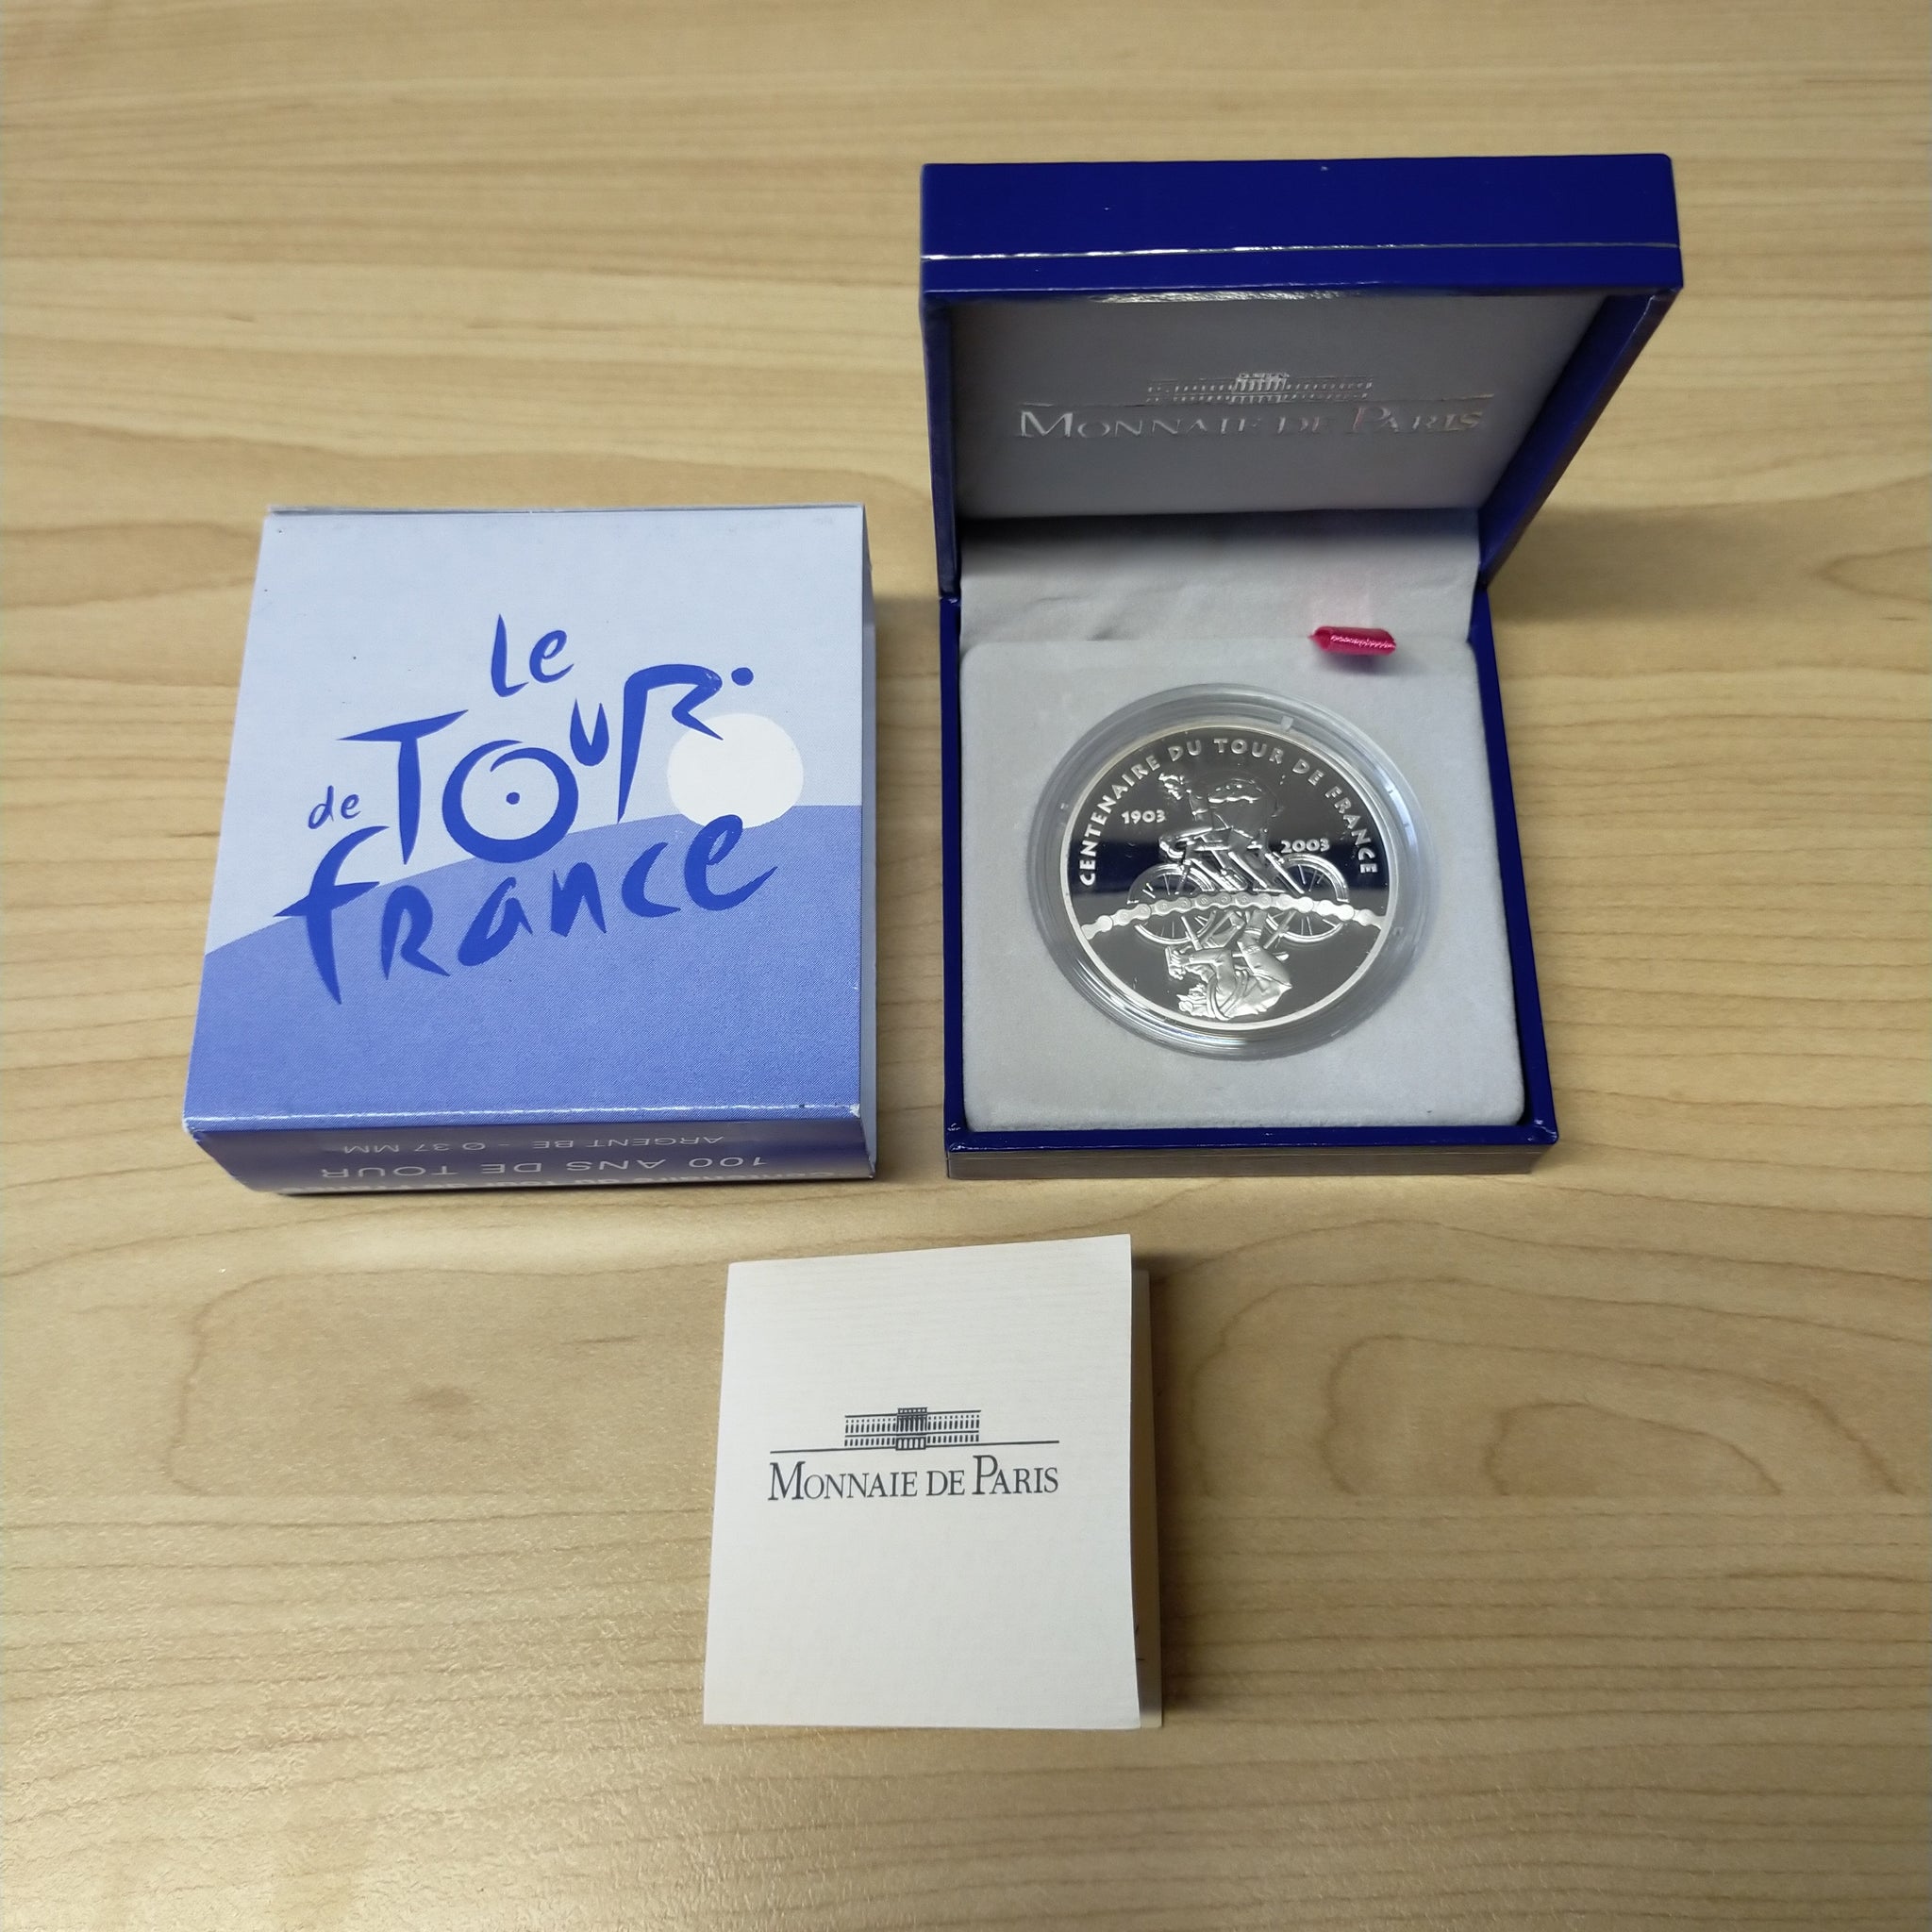 Le
de TOUR
france
ARGENT BE - Ø 37 MM
100 ANS DE TOUR
MONNAIE DE PARIS
CENTENAIRE DU TOUR DE FRANCE
1903
2003
MONNAIE DE PARIS